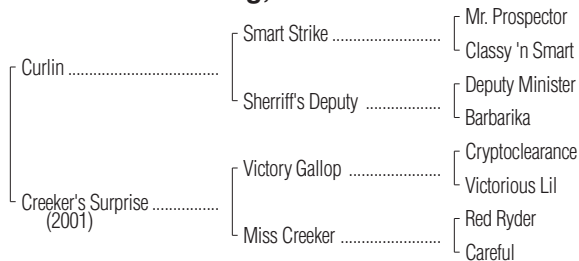 Mr. Prospector
Smart Strike ........................
Classy 'n Smart
Curlin ...................................
Deputy Minister
Sherriff's Deputy .................
Barbarika
Cryptoclearance
Victory Gallop .....................
Victorious Lil
Creeker's Surprise ...............
(2001)
Red Ryder
Miss Creeker .......................
Careful